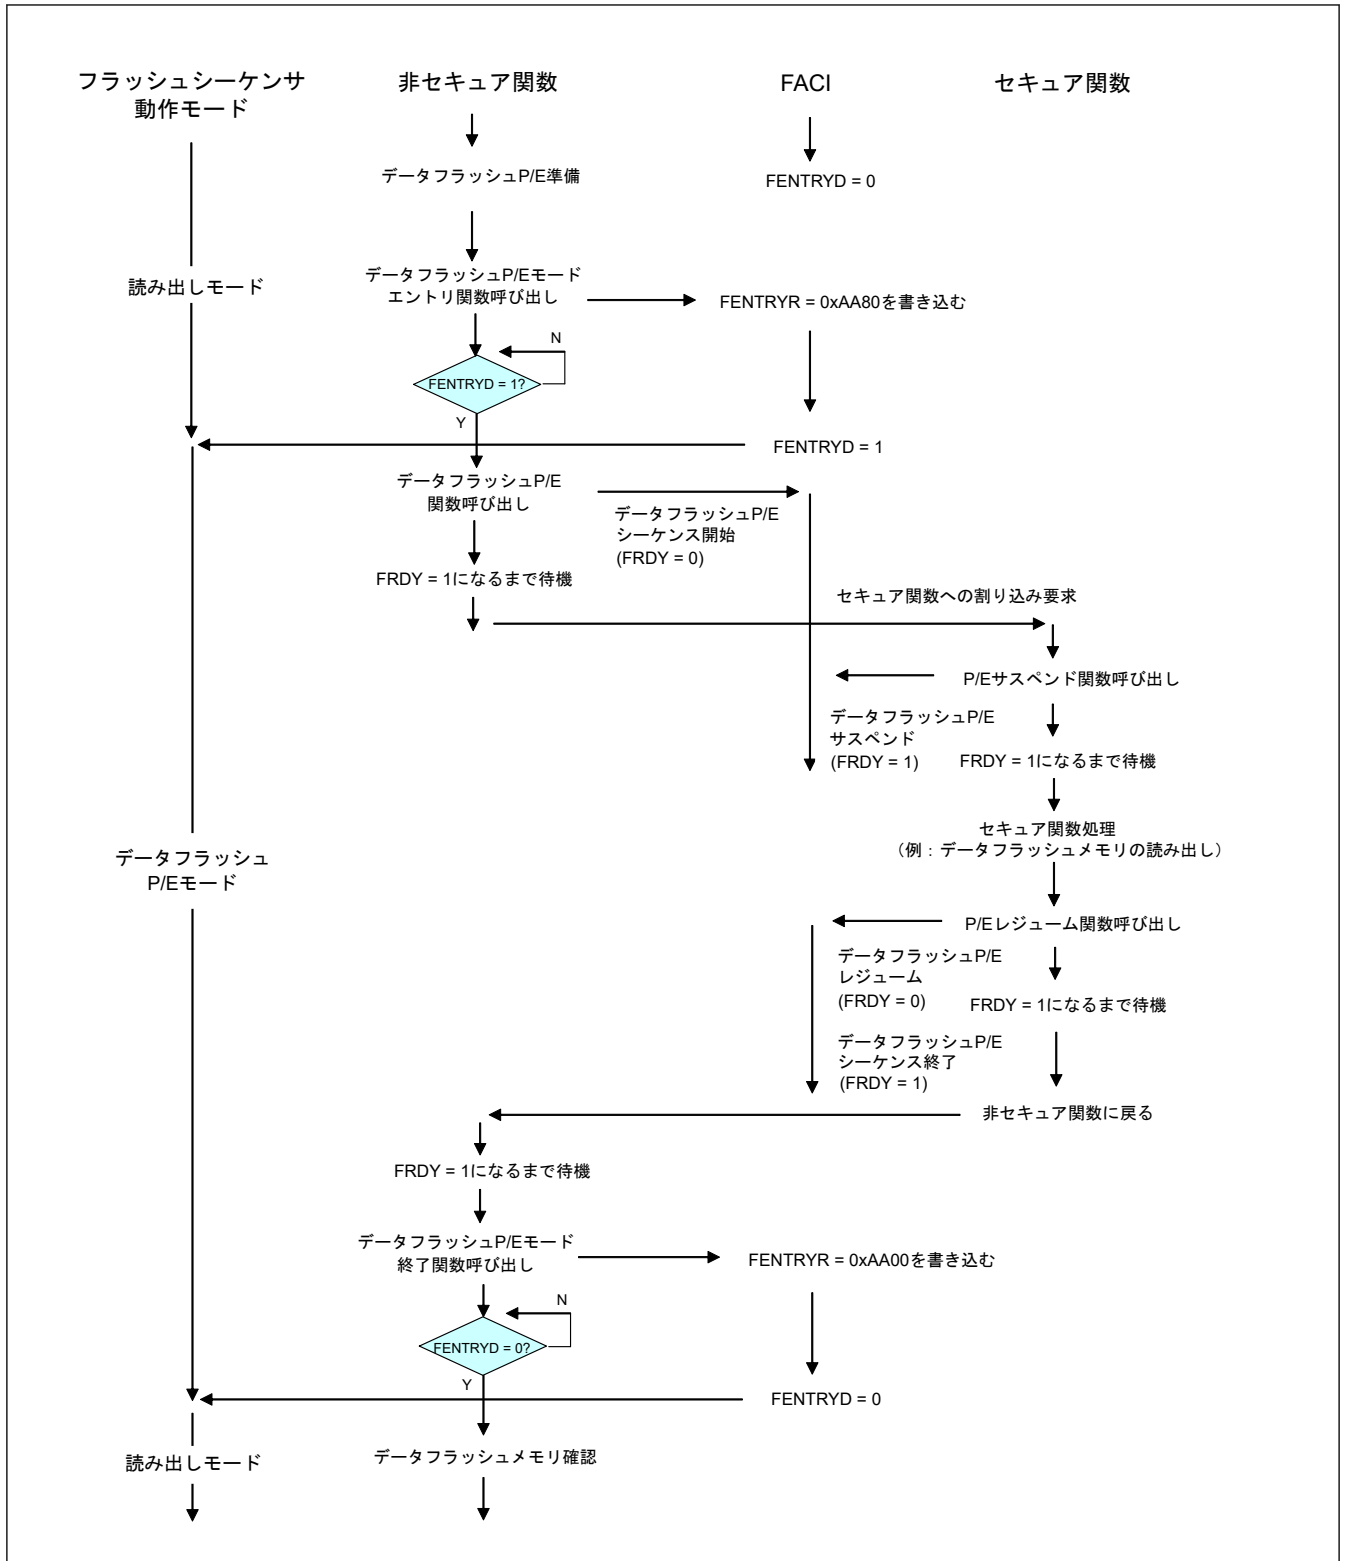 フラッシュシーケンサ
動作モード
非セキュア関数
FACI
セキュア関数
データフラッシュP/E準備
FENTRYD = 0
読み出しモード
データフラッシュP/Eモード
エントリ関数呼び出し
FENTRYR = 0xAA80を書き込む
N
FENTRYD = 1?
Y
FENTRYD = 1
データフラッシュP/E
関数呼び出し
データフラッシュP/E
シーケンス開始
(FRDY = 0)
FRDY = 1になるまで待機
セキュア関数への割り込み要求
P/Eサスペンド関数呼び出し
データフラッシュP/E
サスペンド
(FRDY = 1)
FRDY = 1になるまで待機
セキュア関数処理
（例：データフラッシュメモリの読み出し）
データフラッシュ
P/Eモード
P/Eレジューム関数呼び出し
データフラッシュP/E
レジューム
(FRDY = 0)
FRDY = 1になるまで待機
データフラッシュP/E
シーケンス終了
(FRDY = 1)
非セキュア関数に戻る
FRDY = 1になるまで待機
データフラッシュP/Eモード
終了関数呼び出し
FENTRYR = 0xAA00を書き込む
N
FENTRYD = 0?
Y
FENTRYD = 0
読み出しモード
データフラッシュメモリ確認